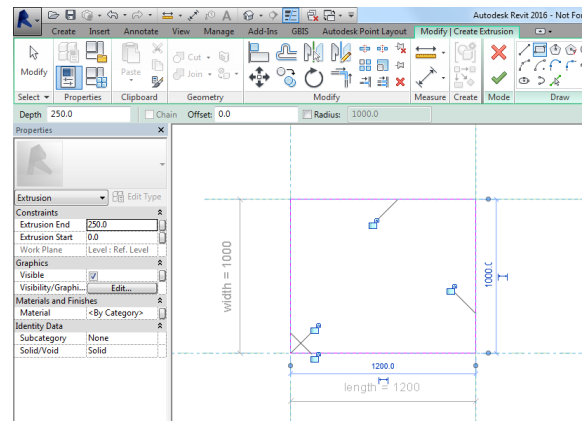 Autodesk Revit 2016 - Not For
Create Insert Annotate View Manage Add-Ins GBIS Autodesk Point Layout Modify | Create Extrusion
Modify Paste Cut Join
Select Properties Clipboard Geometry Modify Measure Create Mode Draw
Depth 250.0 Chain Offset: 0.0 Radius: 1000.0
Properties
Extrusion Edit Type
Constraints
Extrusion End 250.0
Extrusion Start 0.0
Work Plane Level : Ref. Level
Graphics
Visible
Visibility/Graphi... Edit...
Materials and Finishes
Material <By Category>
Identity Data
Subcategory None
Solid/Void Solid
width = 1000
1000.0
1200.0
length = 1200